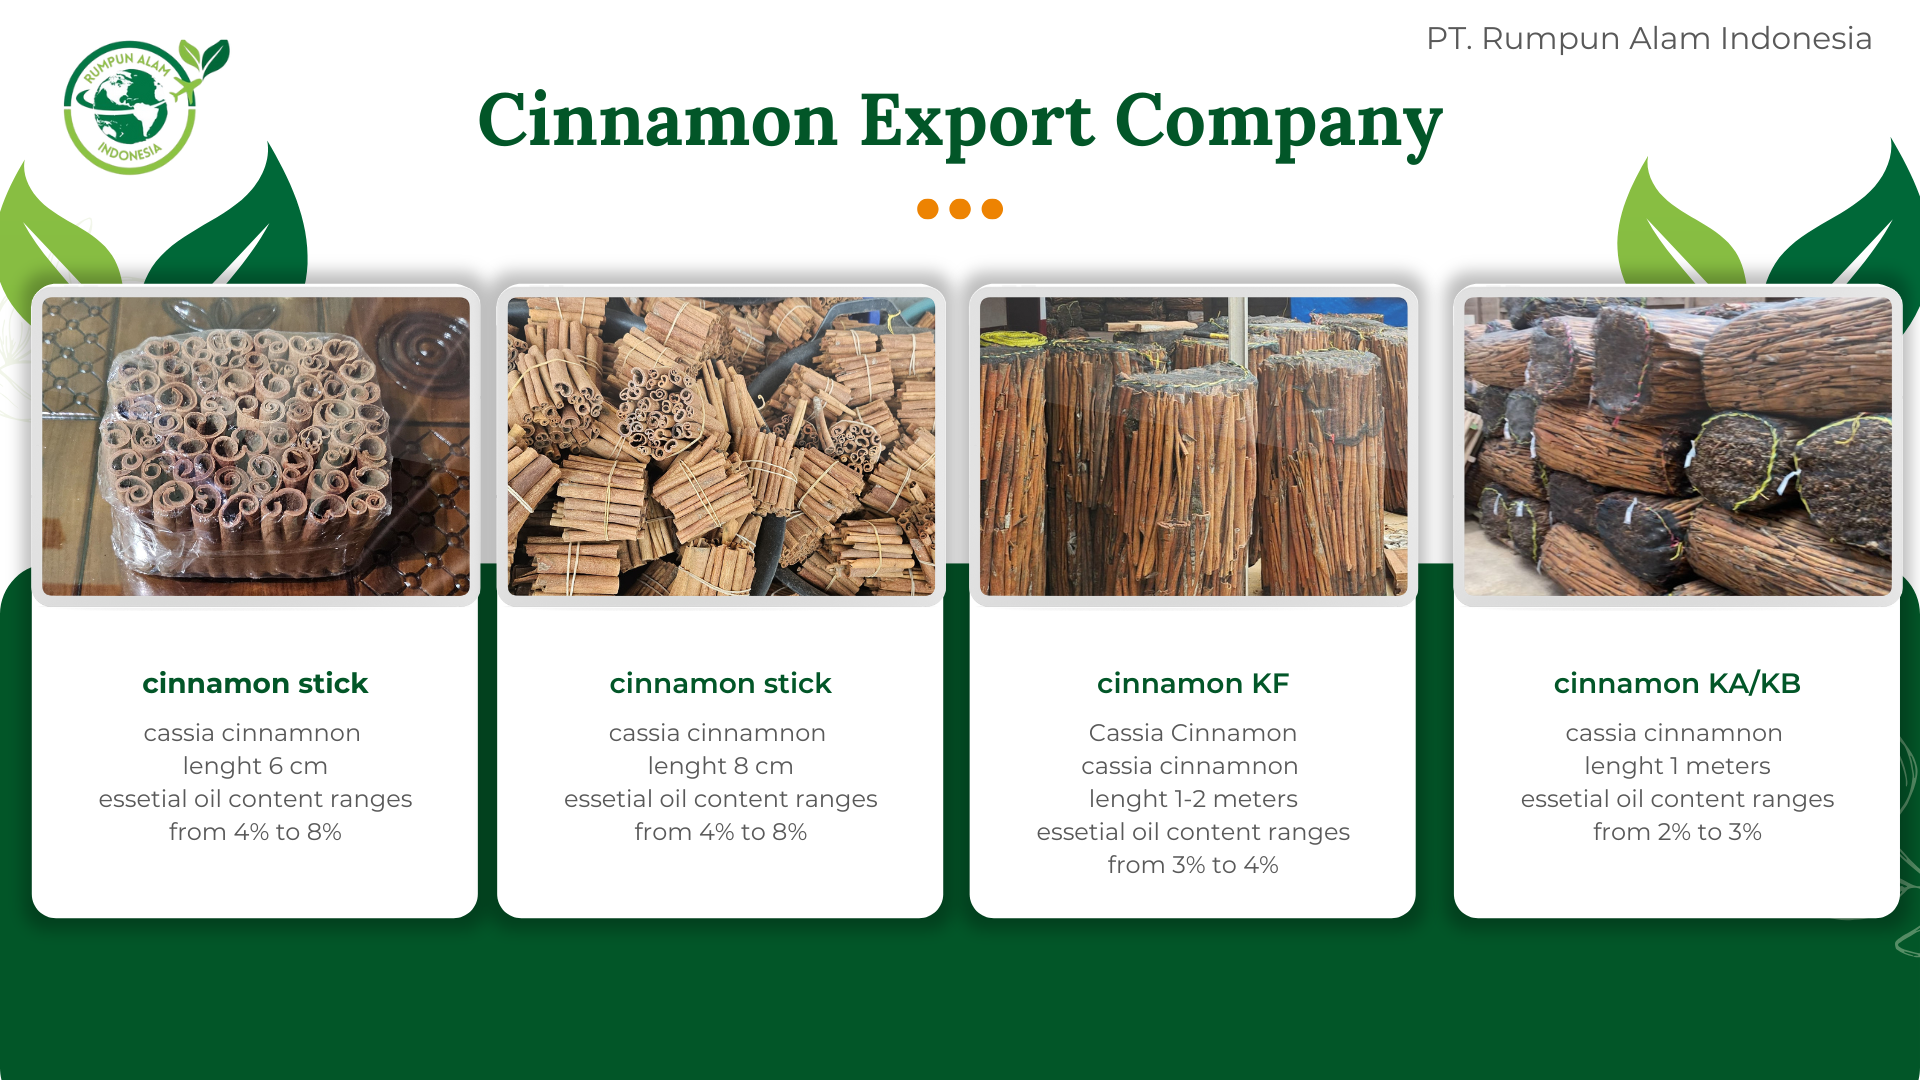 PT. Rumpun Alam Indonesia
RUMPUN ALAM
INDONESIA
Cinnamon Export Company
cinnamon stick
cassia cinnamnon
lenght 6 cm
essetial oil content ranges
from 4% to 8%
cinnamon stick
cassia cinnamnon
lenght 8 cm
essetial oil content ranges
from 4% to 8%
cinnamon KF
Cassia Cinnamon
cassia cinnamnon
lenght 1-2 meters
essetial oil content ranges
from 3% to 4%
cinnamon KA/KB
cassia cinnamnon
lenght 1 meters
essetial oil content ranges
from 2% to 3%